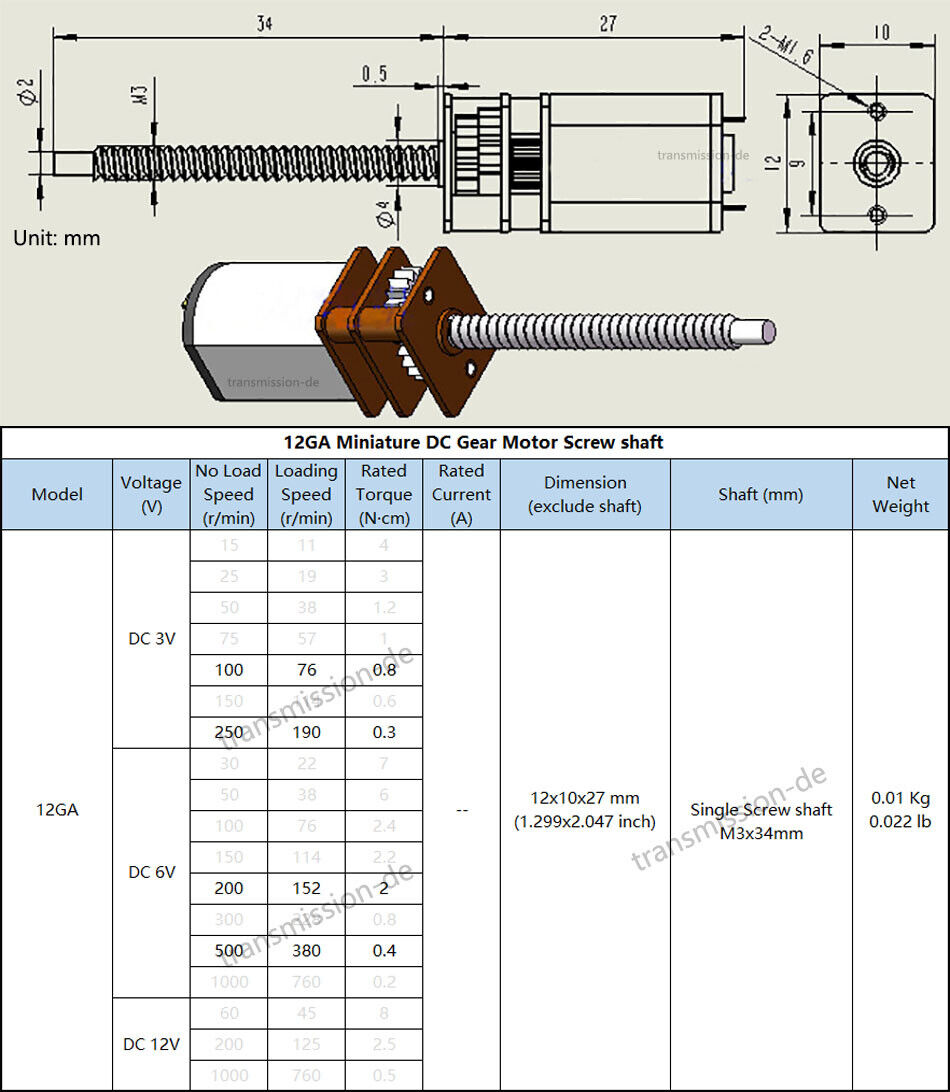 34
27
2-M1.6
10
0.5
Ø2
M3
transmission-de
12
9
Ø4
Unit: mm
transmission-de
12GA Miniature DC Gear Motor Screw shaft
Model
Voltage (V)
No Load Speed (r/min)
Loading Speed (r/min)
Rated Torque (N·cm)
Rated Current (A)
Dimension (exclude shaft)
Shaft (mm)
Net Weight
12GA
DC 3V
15 11 4
25 19 3
50 38 1.2
75 57 1
100 76 0.8
150 114 0.6
250 190 0.3
transmission-de
DC 6V
30 22 7
50 38 6
100 76 2.4
150 114 2.2
200 152 2
300 0.8
500 380 0.4
1000 760 0.2
transmission-de
DC 12V
60 45 8
200 125 2.5
1000 760 0.5
--
12x10x27 mm
(1.299x2.047 inch)
Single Screw shaft
M3x34mm
transmission-de
0.01 Kg
0.022 lb